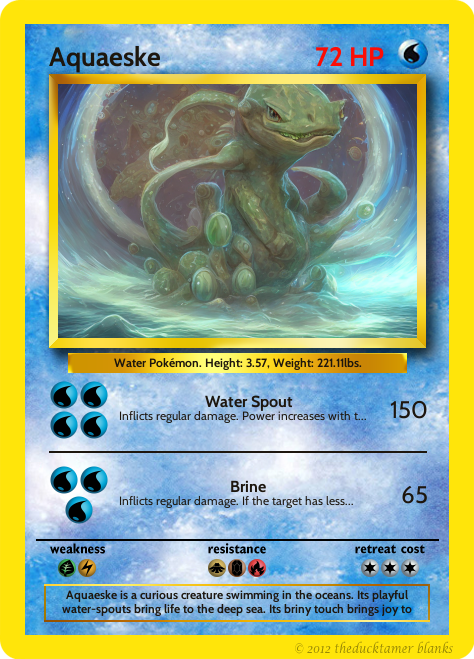 Aquaeske 72 HP
Water Pokémon. Height: 3.57, Weight: 221.11lbs.
Water Spout
Inflicts regular damage. Power increases with t...
150
Brine
Inflicts regular damage. If the target has less...
65
weakness resistance retreat cost
Aquaeske is a curious creature swimming in the oceans. Its playful
water-spouts bring life to the deep sea. Its briny touch brings joy to
© 2012 theducktamer blanks